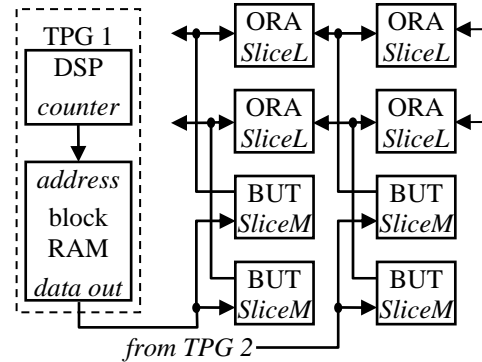 TPG 1
DSP
counter
address
block
RAM
data out
ORA
SliceL
ORA
SliceL
ORA
SliceL
ORA
SliceL
BUT
SliceM
BUT
SliceM
BUT
SliceM
BUT
SliceM
from TPG 2